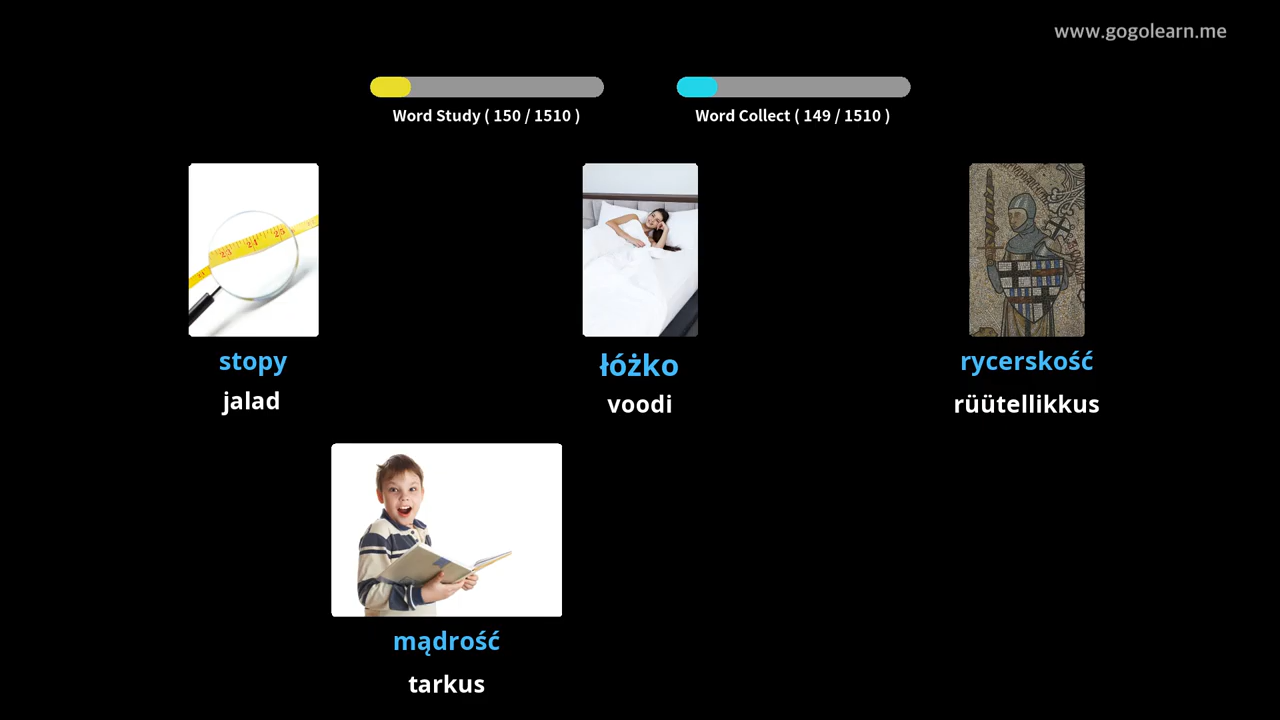 www.gogolearn.me
Word Study ( 150 / 1510 )
Word Collect ( 149 / 1510 )
stopy
jalad
łóżko
voodi
rycerskość
rüütellikkus
mądrość
tarkus